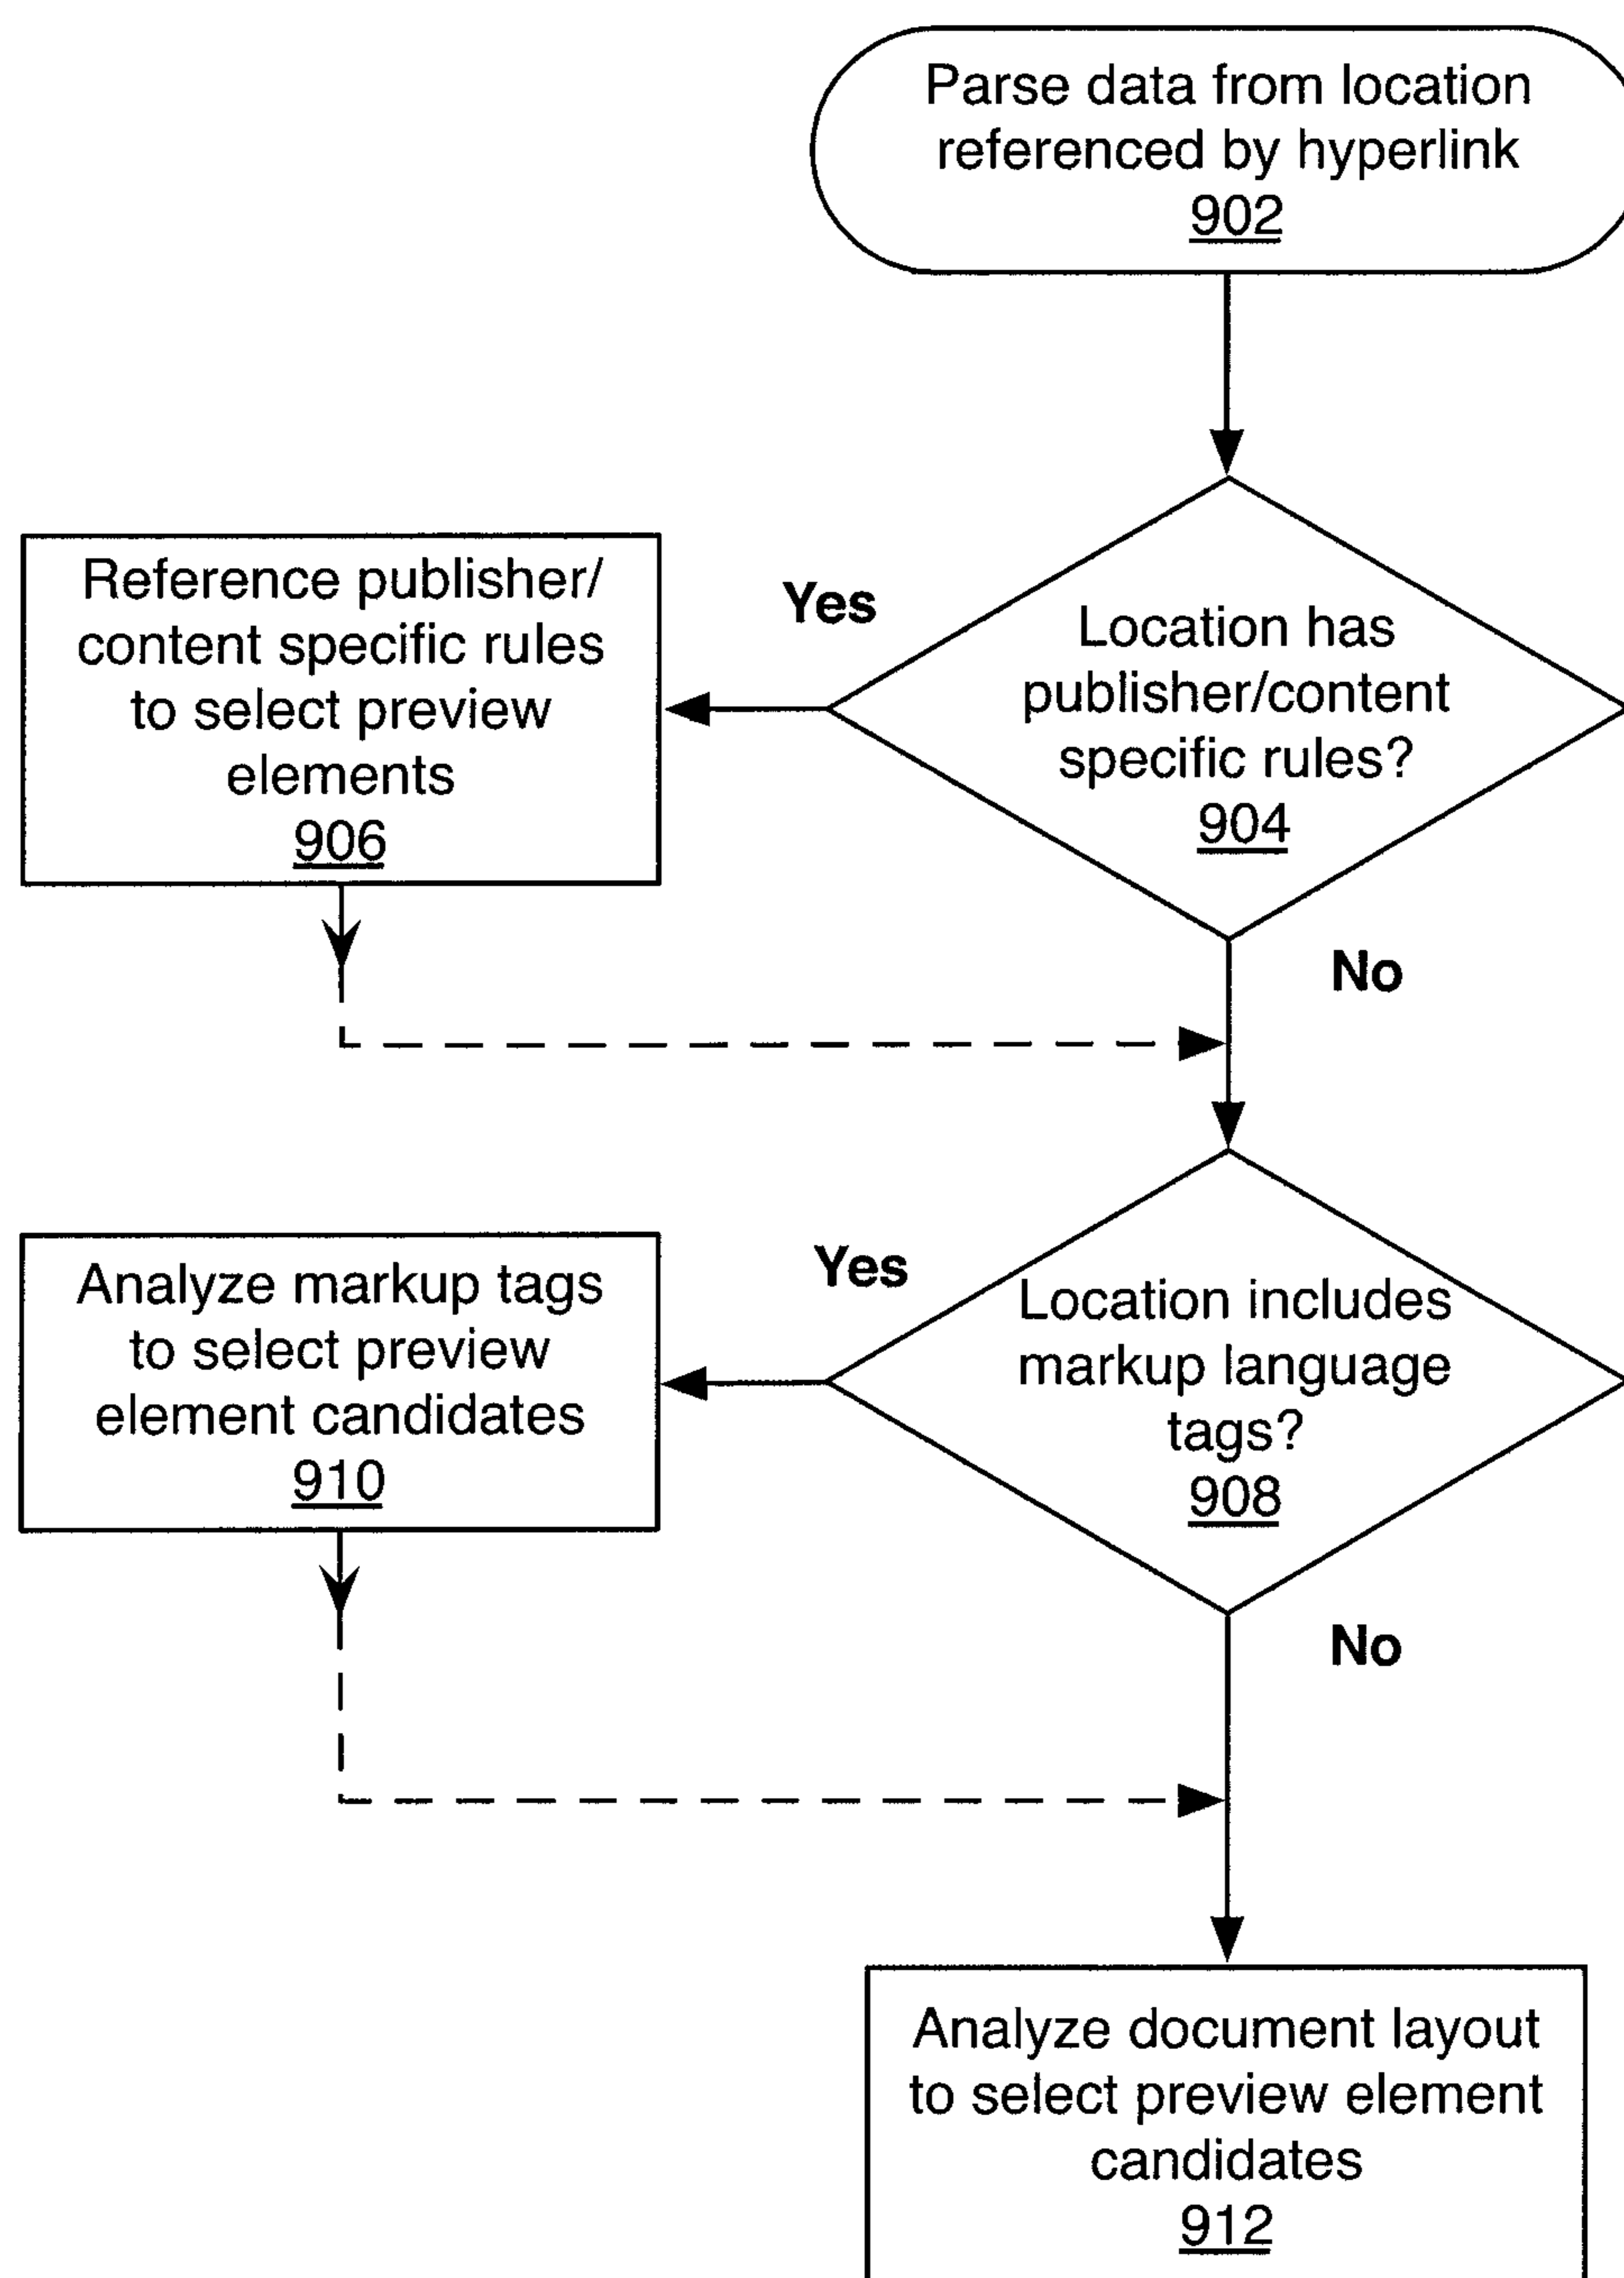 Parse data from location
referenced by hyperlink
902
Location has
publisher/content
specific rules?
904
Yes
No
Reference publisher/
content specific rules
to select preview
elements
906
Location includes
markup language
tags?
908
Yes
No
Analyze markup tags
to select preview
element candidates
910
Analyze document layout
to select preview element
candidates
912